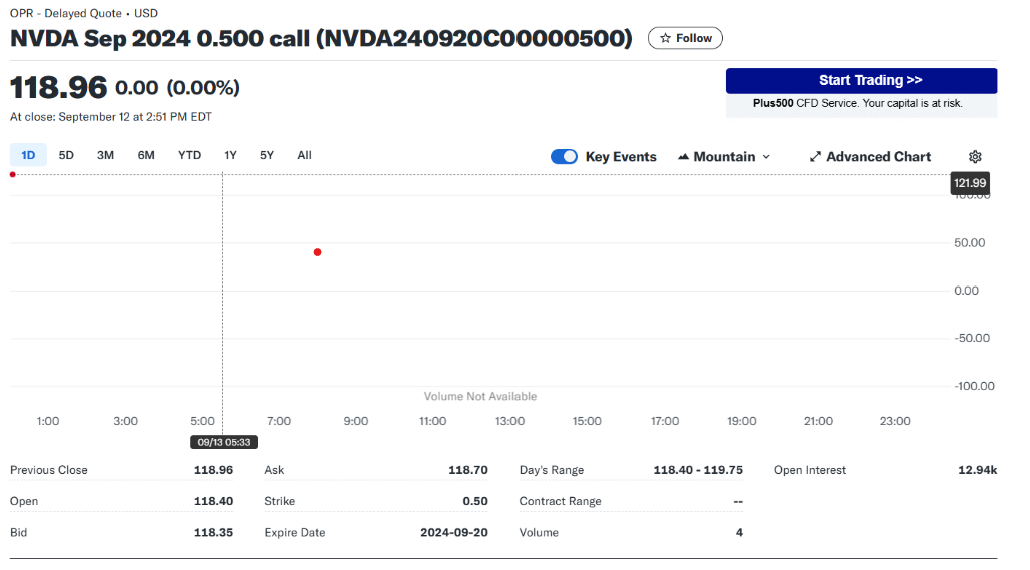 OPR - Delayed Quote • USD
NVDA Sep 2024 0.500 call (NVDA240920C00000500)
Follow
118.96 0.00 (0.00%)
At close: September 12 at 2:51 PM EDT
Start Trading >>
Plus500 CFD Service. Your capital is at risk.
1D 5D 3M 6M YTD 1Y 5Y All
Key Events Mountain Advanced Chart
121.99
100.00
50.00
0.00
-50.00
-100.00
Volume Not Available
1:00 3:00 5:00 7:00 9:00 11:00 13:00 15:00 17:00 19:00 21:00 23:00
09/13 05:33
Previous Close 118.96 Ask 118.70 Day's Range 118.40 - 119.75 Open Interest 12.94k
Open 118.40 Strike 0.50 Contract Range --
Bid 118.35 Expire Date 2024-09-20 Volume 4